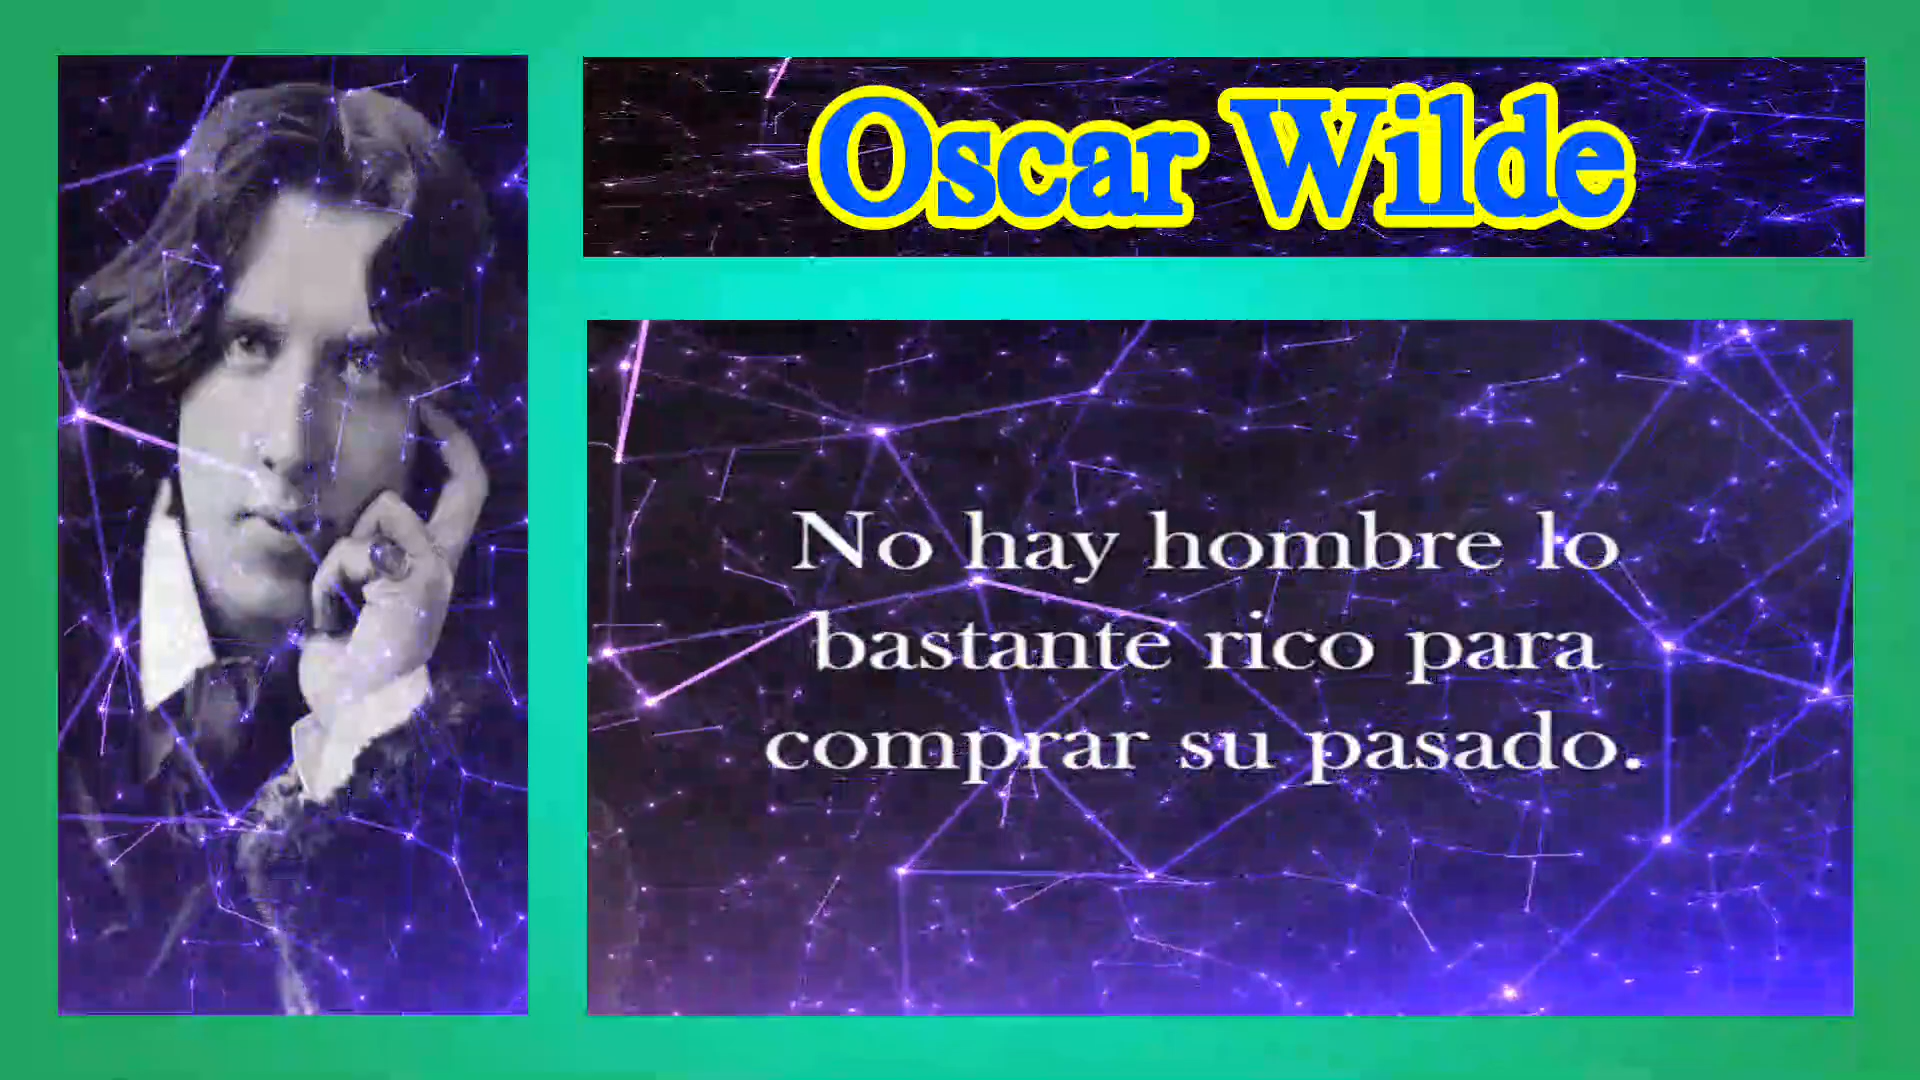 Oscar Wilde
No hay hombre lo
bastante rico para
comprar su pasado.